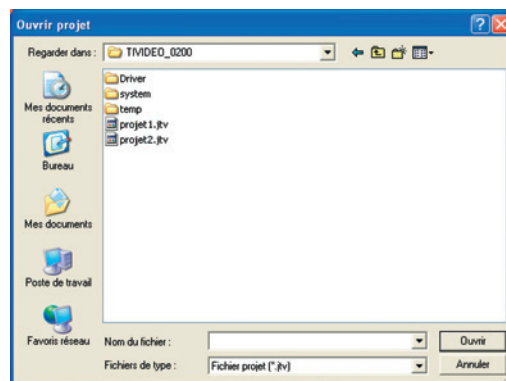 Ouvrir projet
Regarder dans :
TIVIDEO_0200
Driver
system
temp
projet1.jtv
projet2.jtv
Mes documents
récents
Bureau
Mes documents
Poste de travail
Favoris réseau
Nom du fichier :
Ouvrir
Fichiers de type :
Fichier projet (*.jtv)
Annuler